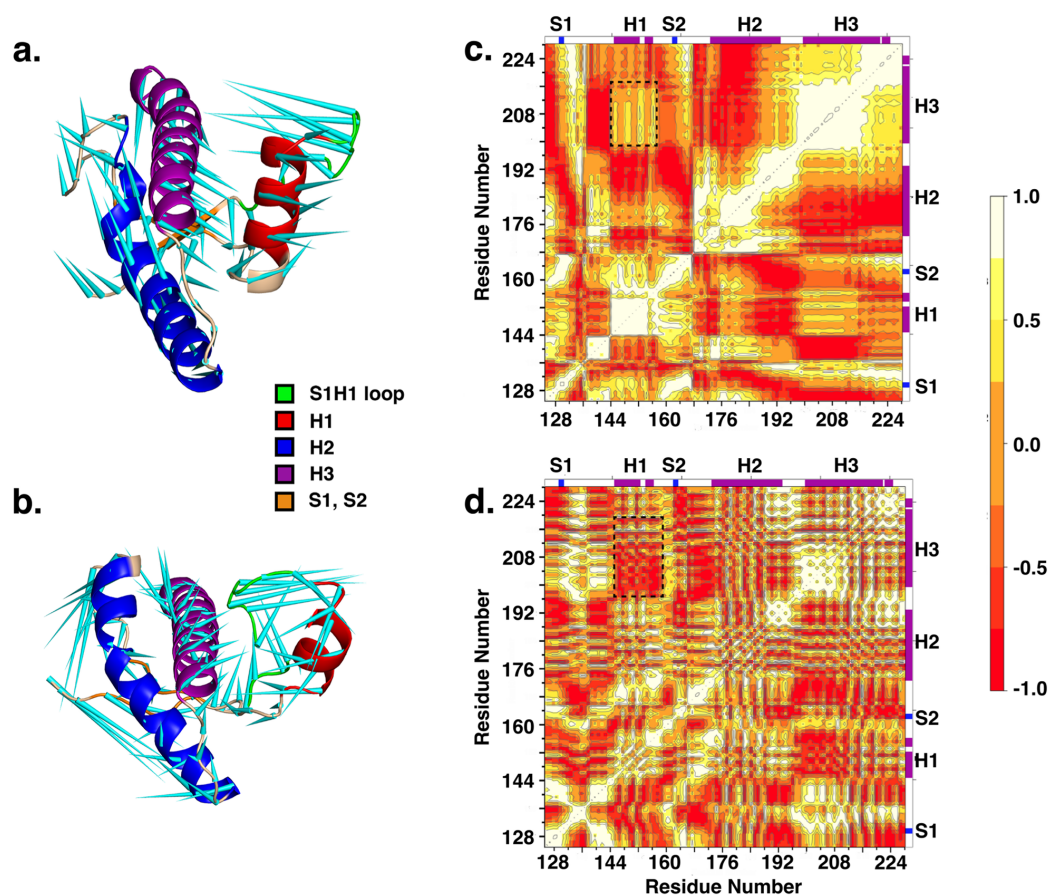 a.
S1H1 loop
H1
H2
H3
S1, S2
b.
c.
S1 H1 S2 H2 H3
Residue Number
224
208
192
176
160
144
128
128 144 160 176 192 208 224
H3
H2
S2
H1
S1
1.0
0.5
0.0
-0.5
-1.0
d.
S1 H1 S2 H2 H3
Residue Number
224
208
192
176
160
144
128
128 144 160 176 192 208 224
Residue Number
H3
H2
S2
H1
S1